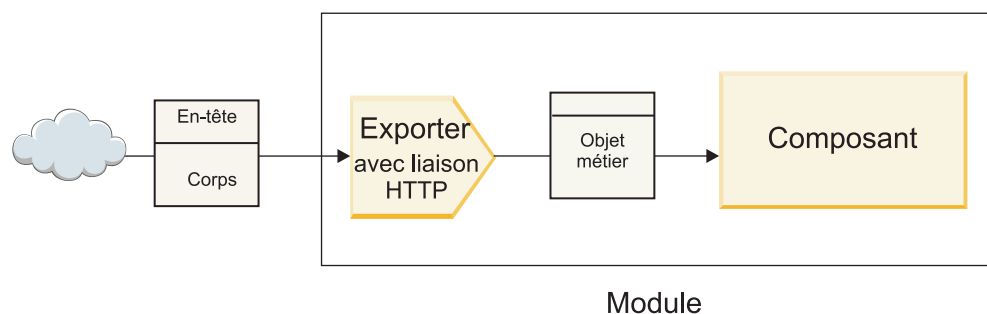 En-tête
Corps
Exporter
avec liaison
HTTP
Objet
métier
Composant
Module